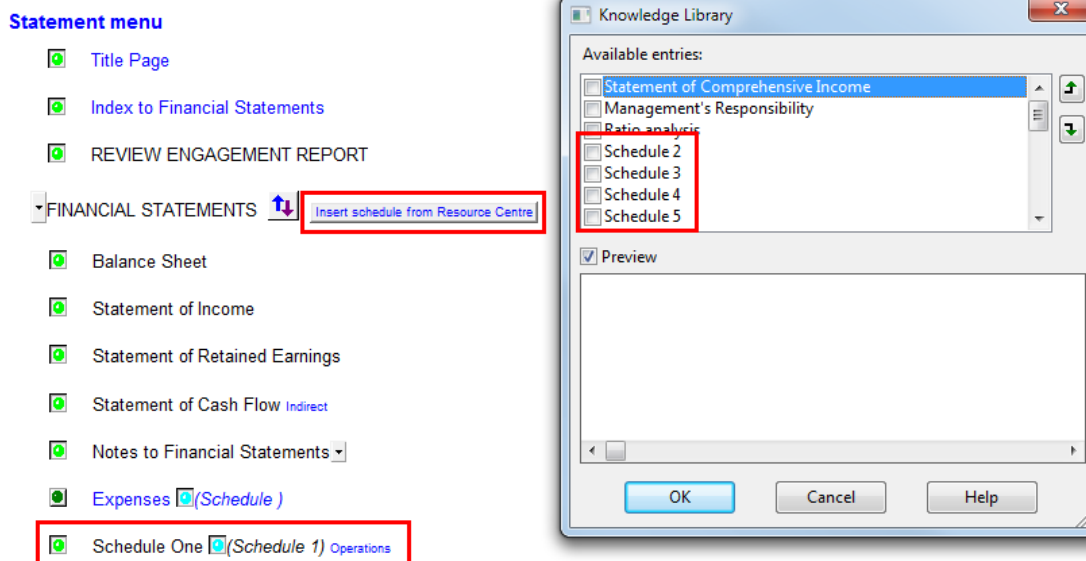 Statement menu
Title Page
Index to Financial Statements
REVIEW ENGAGEMENT REPORT
FINANCIAL STATEMENTS Insert schedule from Resource Centre
Balance Sheet
Statement of Income
Statement of Retained Earnings
Statement of Cash Flow Indirect
Notes to Financial Statements
Expenses (Schedule )
Schedule One (Schedule 1) Operations
Knowledge Library
Available entries:
Statement of Comprehensive Income
Management's Responsibility
Ratio analysis
Schedule 2
Schedule 3
Schedule 4
Schedule 5
Preview
OK Cancel Help